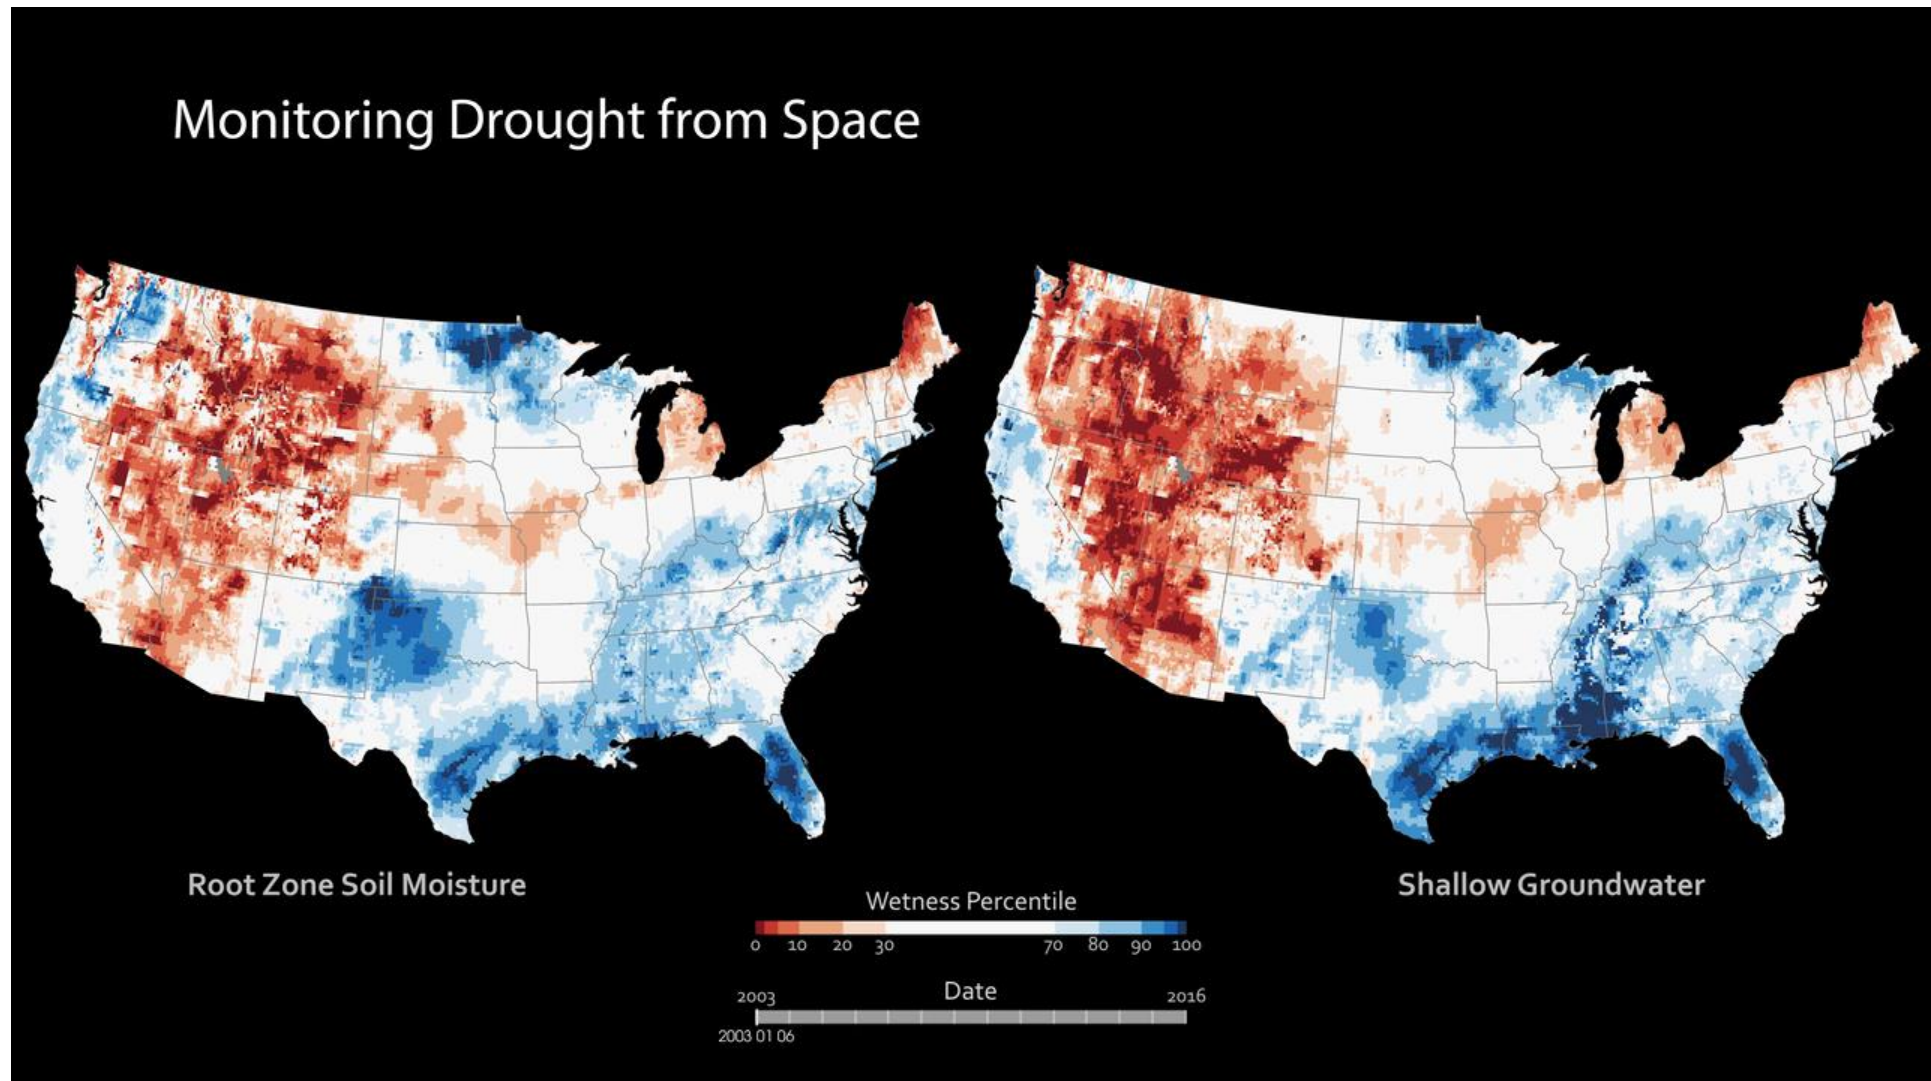 Monitoring Drought from Space
Root Zone Soil Moisture
Shallow Groundwater
Wetness Percentile
0 10 20 30 70 80 90 100
2003 Date 2016
2003 01 06